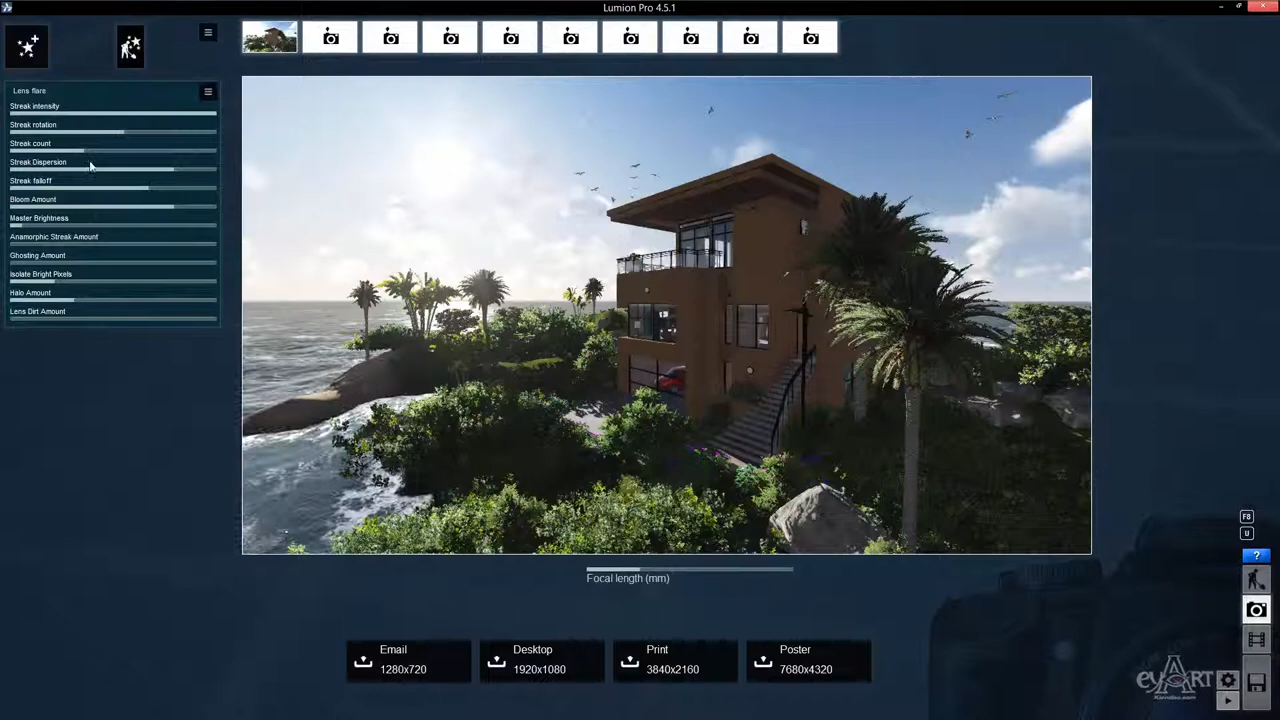 Lumion Pro 4.5.1
Lens flare
Streak intensity
Streak rotation
Streak count
Streak Dispersion
Streak falloff
Bloom Amount
Master Brightness
Anamorphic Streak Amount
Ghosting Amount
Isolate Bright Pixels
Halo Amount
Lens Dirt Amount
Focal length (mm)
Email
1280x720
Desktop
1920x1080
Print
3840x2160
Poster
7680x4320
F8
U
?